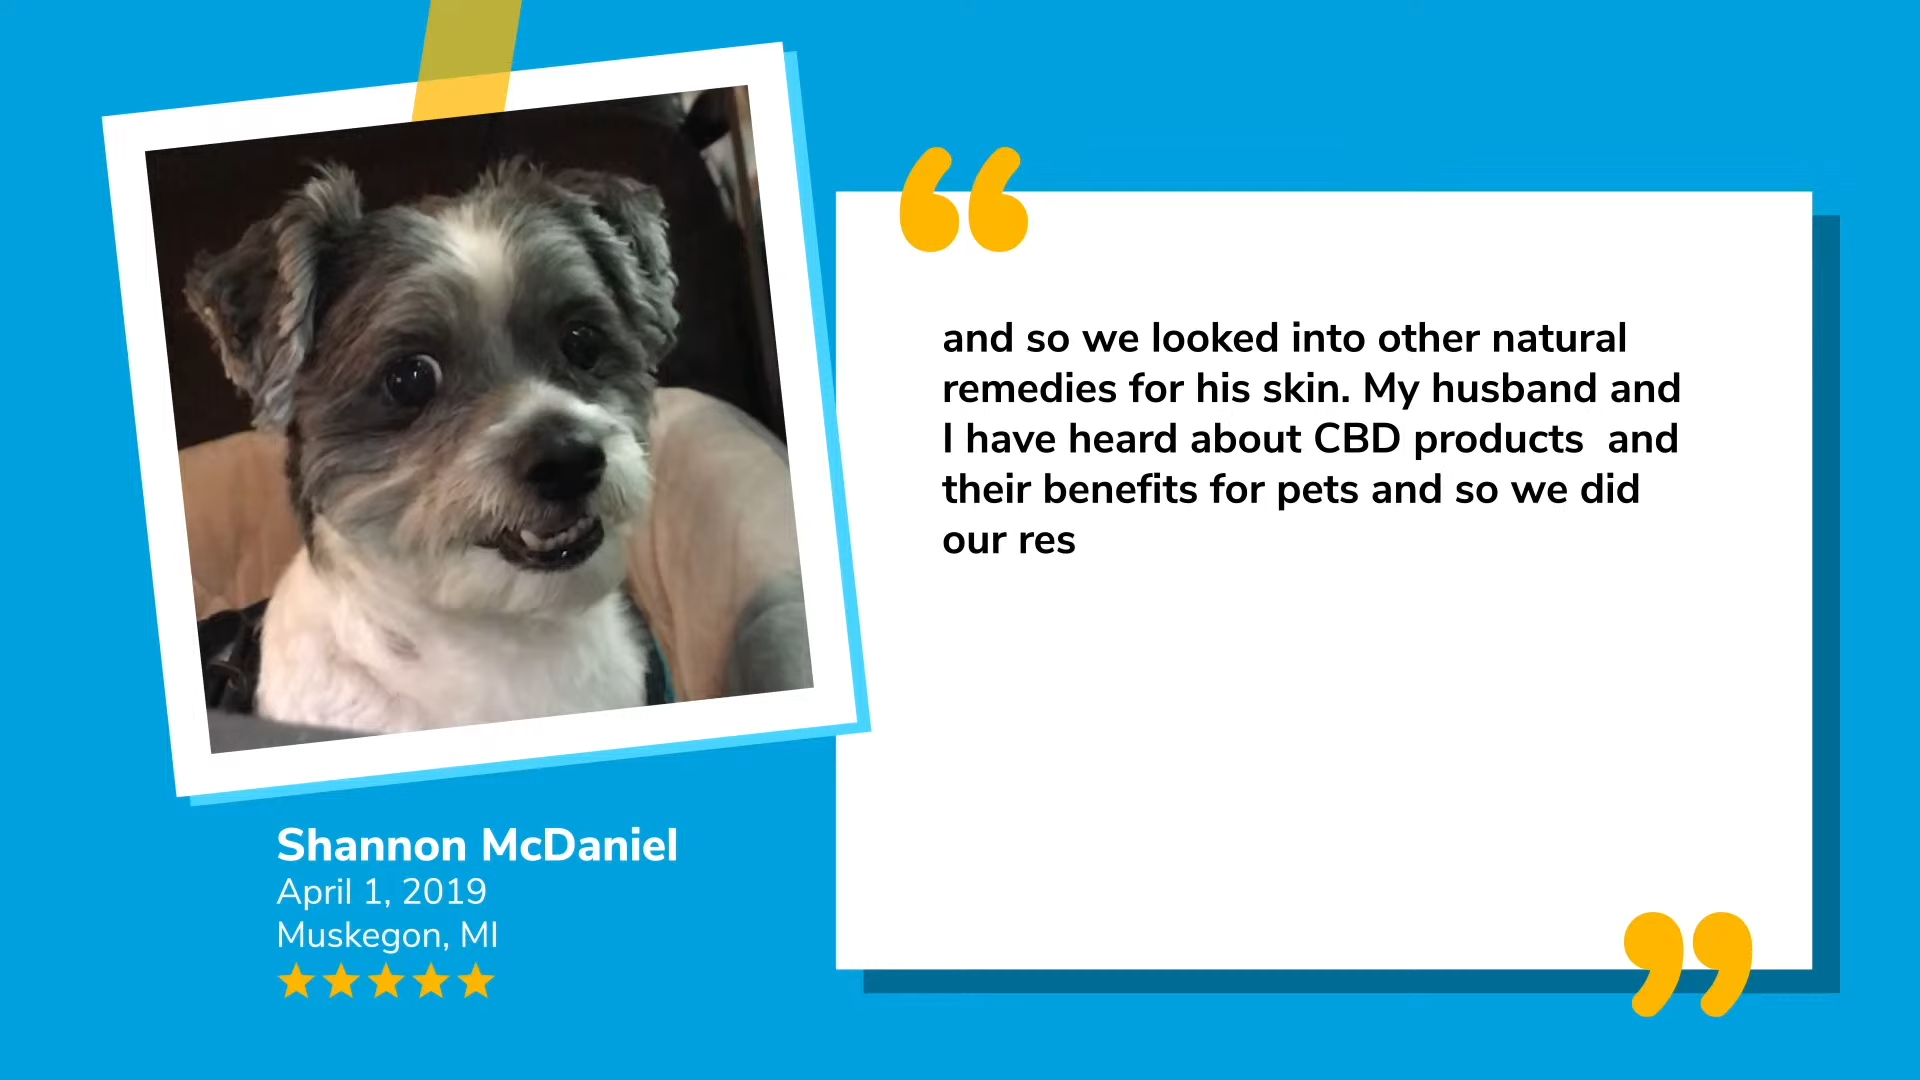 and so we looked into other natural
remedies for his skin. My husband and
I have heard about CBD products  and
their benefits for pets and so we did
our res
Shannon McDaniel
April 1, 2019
Muskegon, MI